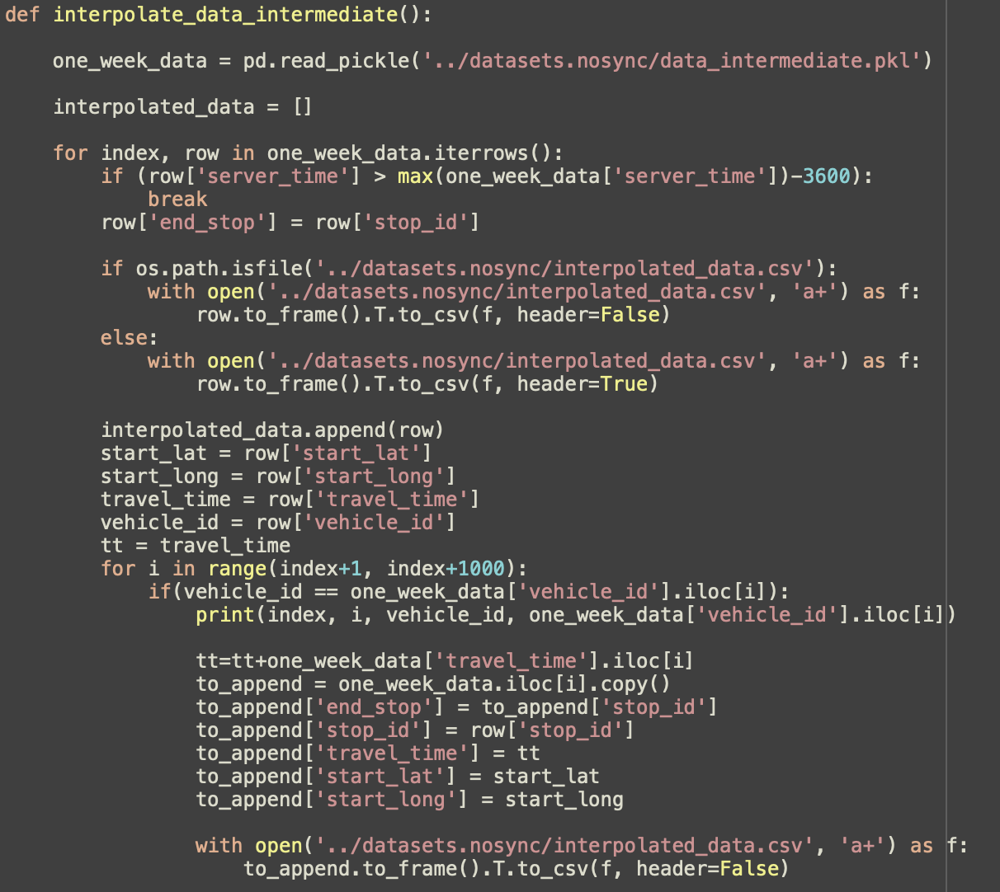 def interpolate_data_intermediate():
one_week_data = pd.read_pickle('../datasets.nosync/data_intermediate.pkl')
interpolated_data = []
for index, row in one_week_data.iterrows():
if (row['server_time'] > max(one_week_data['server_time'])-3600):
break
row['end_stop'] = row['stop_id']
if os.path.isfile('../datasets.nosync/interpolated_data.csv'):
with open('../datasets.nosync/interpolated_data.csv', 'a+') as f:
row.to_frame().T.to_csv(f, header=False)
else:
with open('../datasets.nosync/interpolated_data.csv', 'a+') as f:
row.to_frame().T.to_csv(f, header=True)
interpolated_data.append(row)
start_lat = row['start_lat']
start_long = row['start_long']
travel_time = row['travel_time']
vehicle_id = row['vehicle_id']
tt = travel_time
for i in range(index+1, index+1000):
if(vehicle_id == one_week_data['vehicle_id'].iloc[i]):
print(index, i, vehicle_id, one_week_data['vehicle_id'].iloc[i])
tt=tt+one_week_data['travel_time'].iloc[i]
to_append = one_week_data.iloc[i].copy()
to_append['end_stop'] = to_append['stop_id']
to_append['stop_id'] = row['stop_id']
to_append['travel_time'] = tt
to_append['start_lat'] = start_lat
to_append['start_long'] = start_long
with open('../datasets.nosync/interpolated_data.csv', 'a+') as f:
to_append.to_frame().T.to_csv(f, header=False)